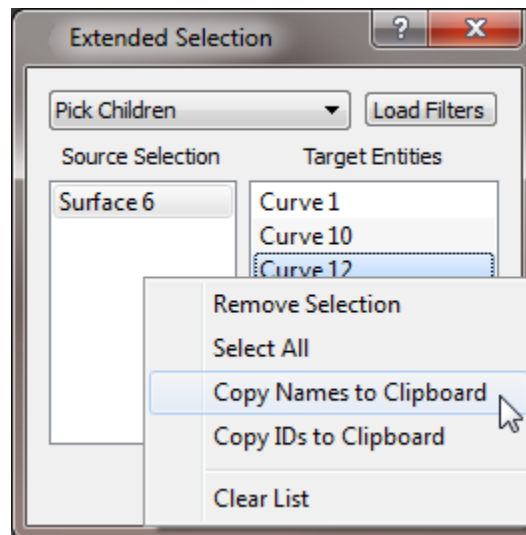 Extended Selection
?
Pick Children
Load Filters
Source Selection
Target Entities
Surface 6
Curve 1
Curve 10
Curve 12
Remove Selection
Select All
Copy Names to Clipboard
Copy IDs to Clipboard
Clear List